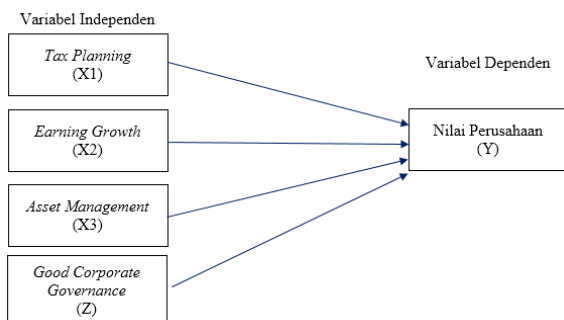 Variabel Independen
Tax Planning
(X1)
Variabel Dependen
Earning Growth
(X2)
Nilai Perusahaan
(Y)
Asset Management
(X3)
Good Corporate
Governance
(Z)